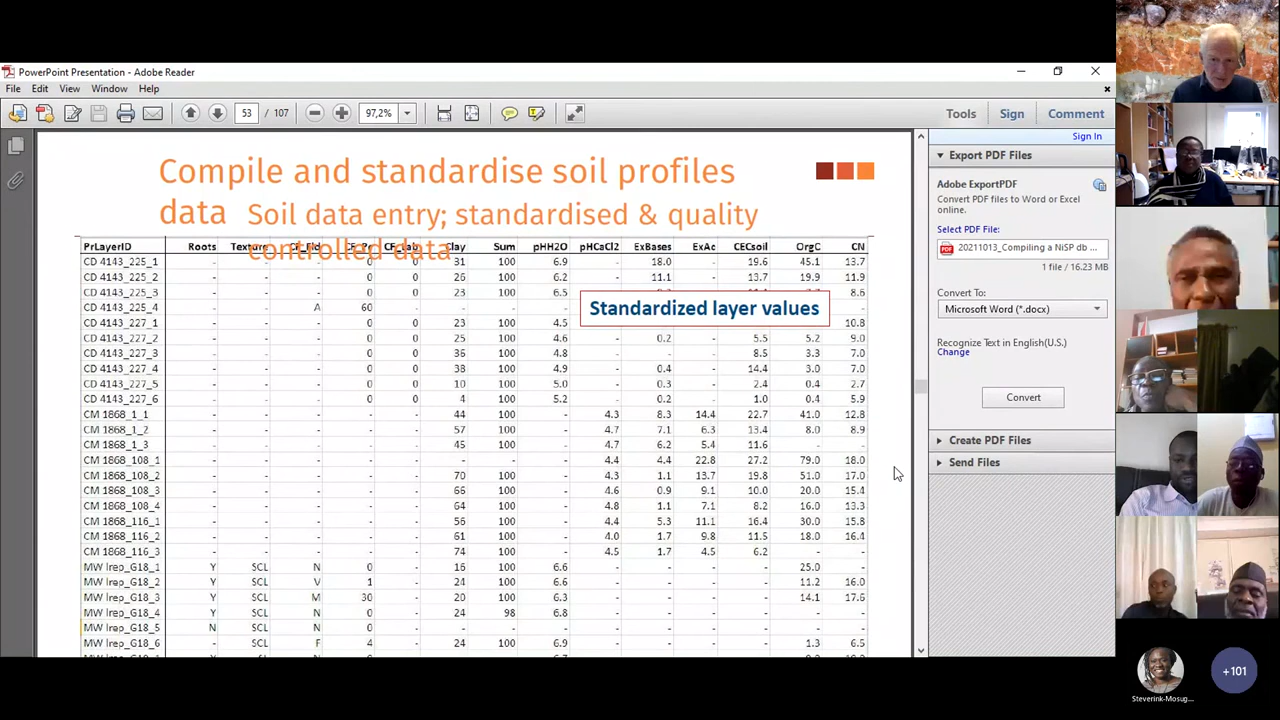 PowerPoint Presentation - Adobe Reader
File Edit View Window Help
53 / 107 97,2% Tools Sign Comment
Sign In
Compile and standardise soil profiles
data Soil data entry; standardised & quality
controlled data
PrLayerID Roots Texture Clay Sum pHH2O pHCaCl2 ExBases ExAc CECsoil OrgC CN
CD 4143_225_1 - - - 0 0 31 100 6.9 - 18.0 - 19.6 45.1 13.7
CD 4143_225_2 - - - 0 0 26 100 6.2 - 11.1 - 13.7 19.9 11.9
CD 4143_225_3 - - - 0 0 23 100 6.5 8.6
CD 4143_225_4 - - A 60 - - - -
Standardized layer values
CD 4143_227_1 - - - 0 0 23 100 4.5 10.8
CD 4143_227_2 - - - 0 0 25 100 4.6 - 0.2 - 5.5 5.2 9.0
CD 4143_227_3 - - - 0 0 36 100 4.8 - - - 8.5 3.3 7.0
CD 4143_227_4 - - - 0 0 38 100 4.9 - 0.4 - 14.4 3.0 7.0
CD 4143_227_5 - - - 0 0 10 100 5.0 - 0.3 - 2.4 0.4 2.7
CD 4143_227_6 - - - 0 0 4 100 5.2 - 0.2 - 1.0 0.4 5.9
CM 1868_1_1 - - - - - 44 100 - 4.3 8.3 14.4 22.7 41.0 12.8
CM 1868_1_2 - - - - - 57 100 - 4.7 7.1 6.3 13.4 8.0 8.9
CM 1868_1_3 - - - - - 45 100 - 4.7 6.2 5.4 11.6 - -
CM 1868_108_1 - - - - - - - - 4.4 4.4 22.8 27.2 79.0 18.0
CM 1868_108_2 - - - - - 70 100 - 4.3 1.1 13.7 19.8 51.0 17.0
CM 1868_108_3 - - - - - 66 100 - 4.6 0.9 9.1 10.0 20.0 15.4
CM 1868_108_4 - - - - - 64 100 - 4.8 1.1 7.1 8.2 16.0 13.3
CM 1868_116_1 - - - - - 56 100 - 4.4 5.3 11.1 16.4 30.0 15.8
CM 1868_116_2 - - - - - 61 100 - 4.0 1.7 9.8 11.5 18.0 16.4
CM 1868_116_3 - - - - - 74 100 - 4.5 1.7 4.5 6.2 - -
MW lrep_G18_1 Y SCL N 0 - 16 100 6.6 - - - - 25.0
MW lrep_G18_2 Y SCL V 1 - 24 100 6.6 - - - - 11.2 16.0
MW lrep_G18_3 Y SCL M 30 - 20 100 6.3 - - - - 14.1 17.6
MW lrep_G18_4 Y SCL N 0 - 24 98 6.8 - - - - - -
MW lrep_G18_5 N SCL N 0 - - - - - - - - - -
MW lrep_G18_6 - SCL F 4 - 24 100 6.9 - - - - 1.3 6.5
Export PDF Files
Adobe ExportPDF
Convert PDF files to Word or Excel
online.
Select PDF File:
20211013_Compiling a NiSP db ...
1 file / 16.23 MB
Convert To:
Microsoft Word (*.docx)
Recognize Text in English(U.S.)
Change
Convert
Create PDF Files
Send Files
Steverink-Mosug...
+101